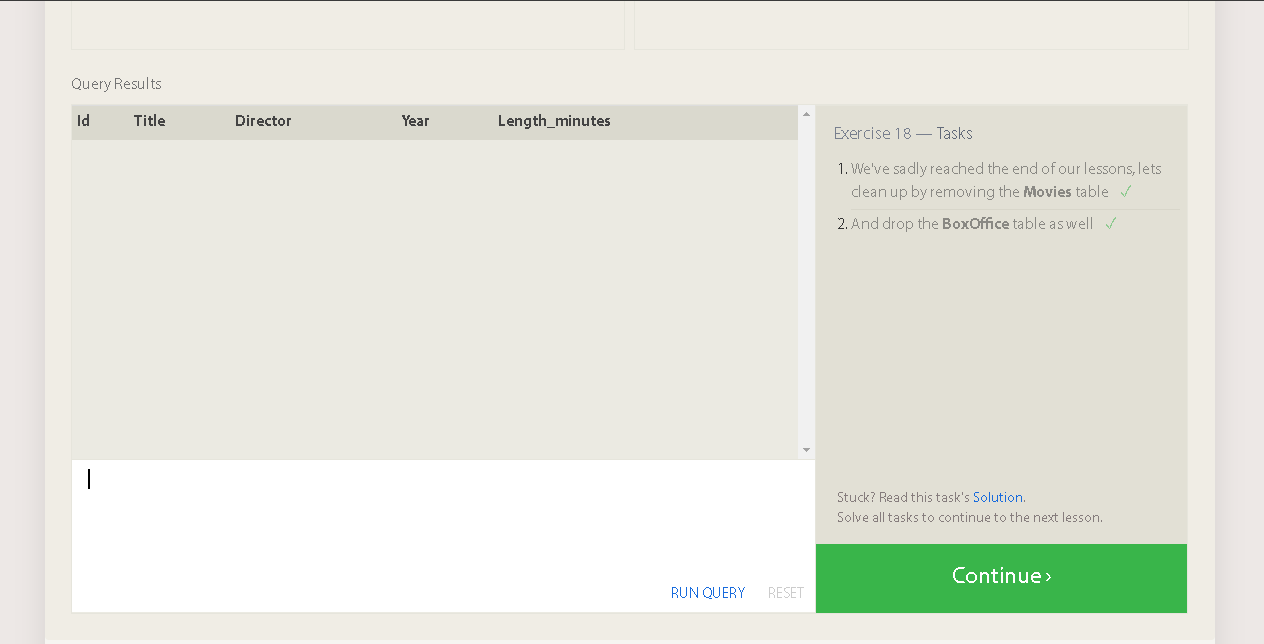 Query Results
Id Title Director Year Length_minutes
Exercise 18 — Tasks
1. We've sadly reached the end of our lessons, lets
clean up by removing the Movies table ✓
2. And drop the BoxOffice table as well ✓
Stuck? Read this task's Solution.
Solve all tasks to continue to the next lesson.
RUN QUERY RESET
Continue ›